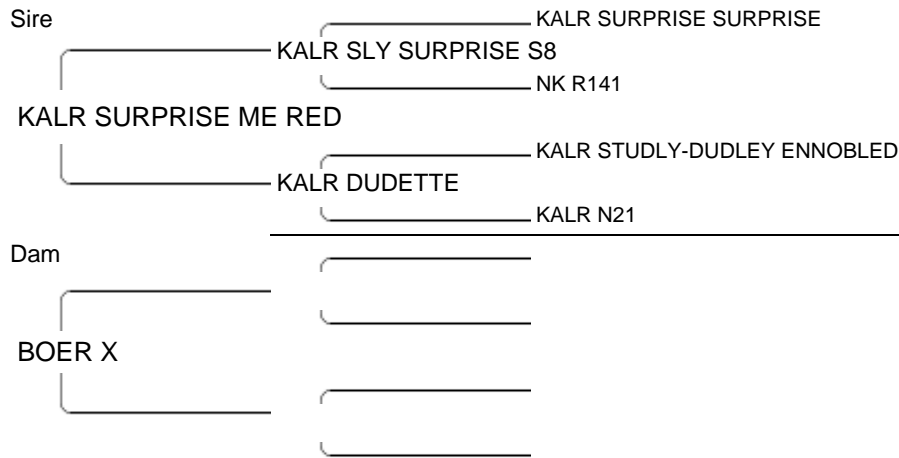 Sire
KALR SURPRISE SURPRISE
KALR SLY SURPRISE S8
NK R141
KALR SURPRISE ME RED
KALR STUDLY-DUDLEY ENNOBLED
KALR DUDETTE
KALR N21
Dam
BOER X